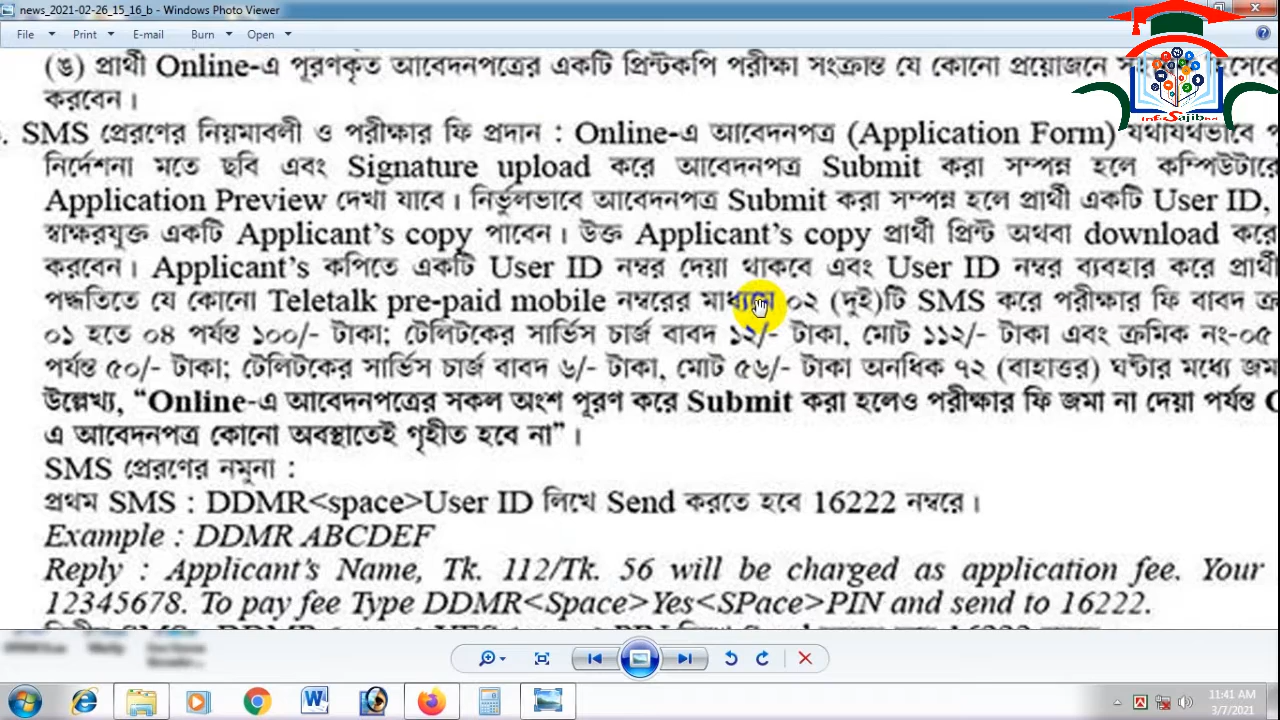 news_2021-02-26_15_16_b - Windows Photo Viewer
File Print E-mail Burn Open
(ঙ) প্রার্থী Online-এ পূরণকৃত আবেদনপত্রের একটি প্রিন্টকপি পরীক্ষা সংক্রান্ত যে কোনো প্রয়োজনে
করবেন।
SMS প্রেরণের নিয়মাবলী ও পরীক্ষার ফি প্রদান : Online-এ আবেদনপত্র (Application Form) যথাযথভাবে
নির্দেশনা মতে ছবি এবং Signature upload করে আবেদনপত্র Submit করা সম্পন্ন হলে কম্পিউটারে
Application Preview দেখা যাবে। নির্ভুলভাবে আবেদনপত্র Submit করা সম্পন্ন হলে প্রার্থী একটি User ID,
স্বাক্ষরযুক্ত একটি Applicant's copy পাবেন। উক্ত Applicant's copy প্রার্থী প্রিন্ট অথবা download করে
করবেন। Applicant's কপিতে একটি User ID নম্বর দেয়া থাকবে এবং User ID নম্বর ব্যবহার করে প্রার্থী
পদ্ধতিতে যে কোনো Teletalk pre-paid mobile নম্বরের মাধ্যমে ০২ (দুই)টি SMS করে পরীক্ষার ফি বাবদ
০১ হতে ০৪ পর্যন্ত ১০০/- টাকা; টেলিটকের সার্ভিস চার্জ বাবদ ১২/- টাকা, মোট ১১২/- টাকা এবং ক্রমিক নং-০৫
পর্যন্ত ৫০/- টাকা; টেলিটকের সার্ভিস চার্জ বাবদ ৬/- টাকা, মোট ৫৬/- টাকা অনধিক ৭২ (বাহাত্তর) ঘন্টার মধ্যে
উল্লেখ্য, “Online-এ আবেদনপত্রের সকল অংশ পূরণ করে Submit করা হলেও পরীক্ষার ফি জমা না দেয়া পর্যন্ত
এ আবেদনপত্র কোনো অবস্থাতেই গৃহীত হবে না”।
SMS প্রেরণের নমুনা :
প্রথম SMS : DDMR<space>User ID লিখে Send করতে হবে 16222 নম্বরে।
Example : DDMR ABCDEF
Reply : Applicant's Name, Tk. 112/Tk. 56 will be charged as application fee. Your
12345678. To pay fee Type DDMR<Space>Yes<SPace>PIN and send to 16222.
11:41 AM
3/7/2021